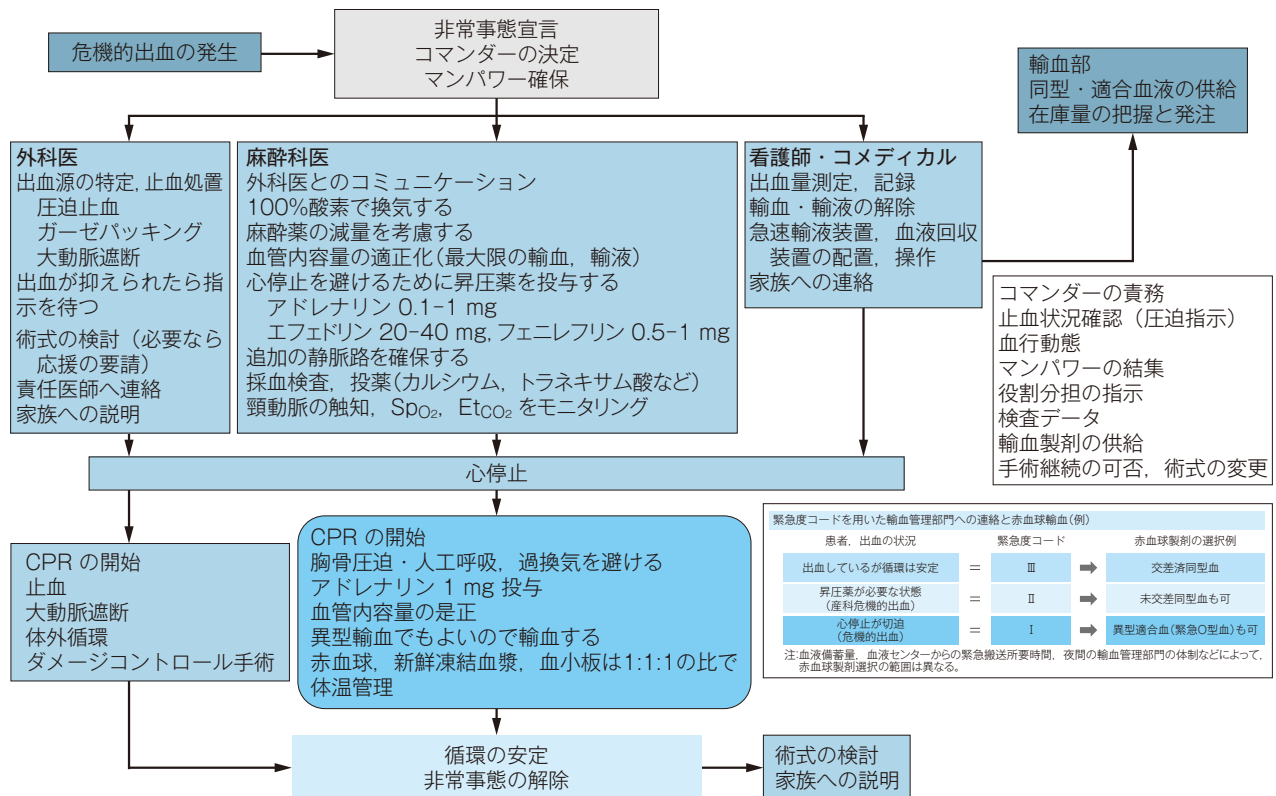 危機的出血の発生
非常事態宣言
コマンダーの決定
マンパワー確保
輸血部
同型・適合血液の供給
在庫量の把握と発注
外科医
出血源の特定，止血処置
圧迫止血
ガーゼパッキング
大動脈遮断
出血が抑えられたら指
示を待つ
術式の検討（必要なら
応援の要請）
責任医師へ連絡
家族への説明
麻酔科医
外科医とのコミュニケーション
100%酸素で換気する
麻酔薬の減量を考慮する
血管内容量の適正化（最大限の輸血，輸液）
心停止を避けるために昇圧薬を投与する
アドレナリン 0.1-1 mg
エフェドリン 20-40 mg, フェニレフリン 0.5-1 mg
追加の静脈路を確保する
採血検査，投薬（カルシウム，トラネキサム酸など）
頸動脈の触知，SpO₂，EtCO₂ をモニタリング
看護師・コメディカル
出血量測定，記録
輸血・輸液の解除
急速輸液装置，血液回収
装置の配置，操作
家族への連絡
コマンダーの責務
止血状況確認（圧迫指示）
血行動態
マンパワーの結集
役割分担の指示
検査データ
輸血製剤の供給
手術継続の可否，術式の変更
心停止
CPR の開始
止血
大動脈遮断
体外循環
ダメージコントロール手術
CPR の開始
胸骨圧迫・人工呼吸，過換気を避ける
アドレナリン 1 mg 投与
血管内容量の是正
異型輸血でもよいので輸血する
赤血球，新鮮凍結血漿，血小板は1:1:1の比で
体温管理
緊急度コードを用いた輸血管理部門への連絡と赤血球輸血（例）
患者，出血の状況 緊急度コード 赤血球製剤の選択例
出血しているが循環は安定 = Ⅲ ➡ 交差済同型血
昇圧薬が必要な状態
（産科危機的出血） = Ⅱ ➡ 未交差同型血も可
心停止が切迫
（危機的出血） = Ⅰ ➡ 異型適合血（緊急O型血）も可
注：血液備蓄量，血液センターからの緊急搬送所要時間，夜間の輸血管理部門の体制などによって，
赤血球製剤選択の範囲は異なる。
循環の安定
非常事態の解除
術式の検討
家族への説明